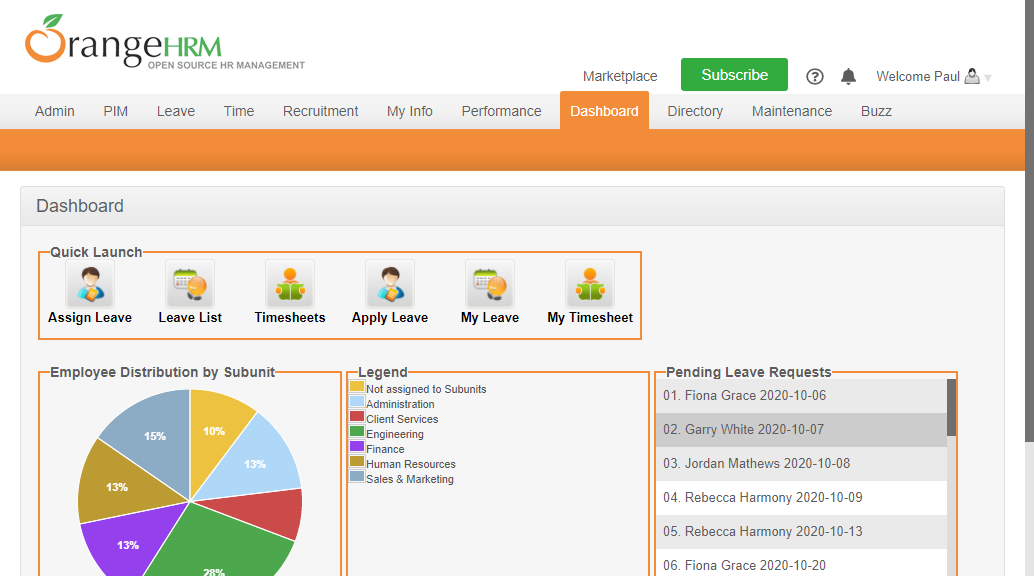 OrangeHRM
OPEN SOURCE HR MANAGEMENT
Marketplace Subscribe ? Welcome Paul
Admin PIM Leave Time Recruitment My Info Performance Dashboard Directory Maintenance Buzz
Dashboard
Quick Launch
Assign Leave Leave List Timesheets Apply Leave My Leave My Timesheet
Employee Distribution by Subunit
10%
13%
28%
13%
13%
15%
Legend
Not assigned to Subunits
Administration
Client Services
Engineering
Finance
Human Resources
Sales & Marketing
Pending Leave Requests
01. Fiona Grace 2020-10-06
02. Garry White 2020-10-07
03. Jordan Mathews 2020-10-08
04. Rebecca Harmony 2020-10-09
05. Rebecca Harmony 2020-10-13
06. Fiona Grace 2020-10-20